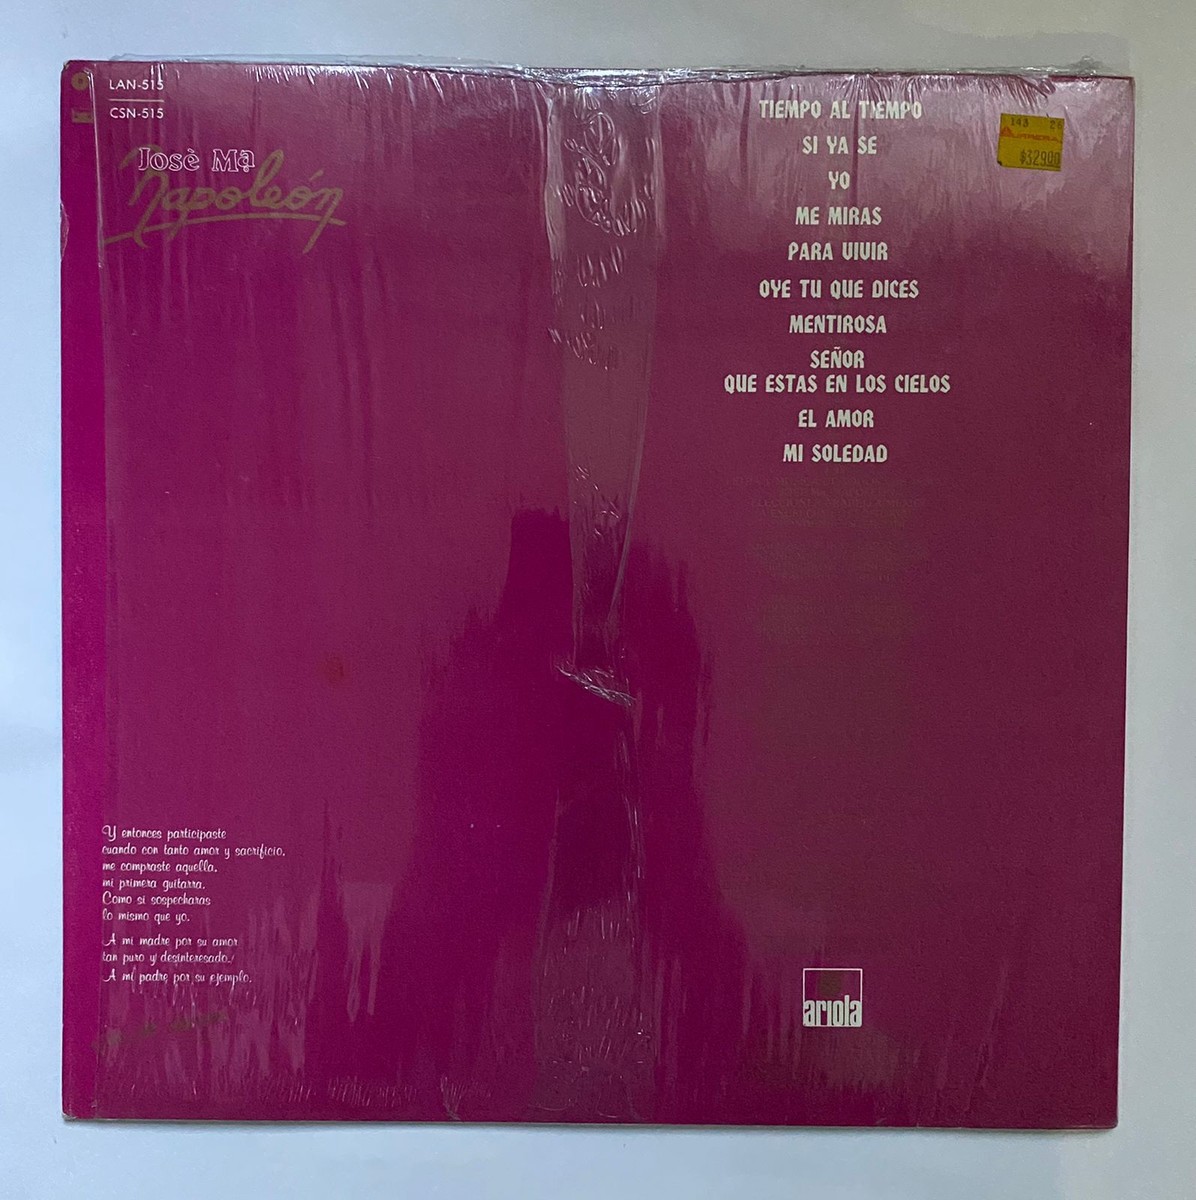 LAN-515
CSN-515
Josè Mª
Napoleón
TIEMPO AL TIEMPO
SI YA SE
YO
ME MIRAS
PARA VIVIR
OYE TU QUE DICES
MENTIROSA
SEÑOR
QUE ESTAS EN LOS CIELOS
EL AMOR
MI SOLEDAD
$32900
Y entonces participaste
cuando con tanto amor y sacrificio,
me compraste aquella,
mi primera guitarra.
Como si sospecharas
lo mismo que yo.
A mi madre por su amor
tan puro y desinteresado.
A mi padre por su ejemplo.
ariola